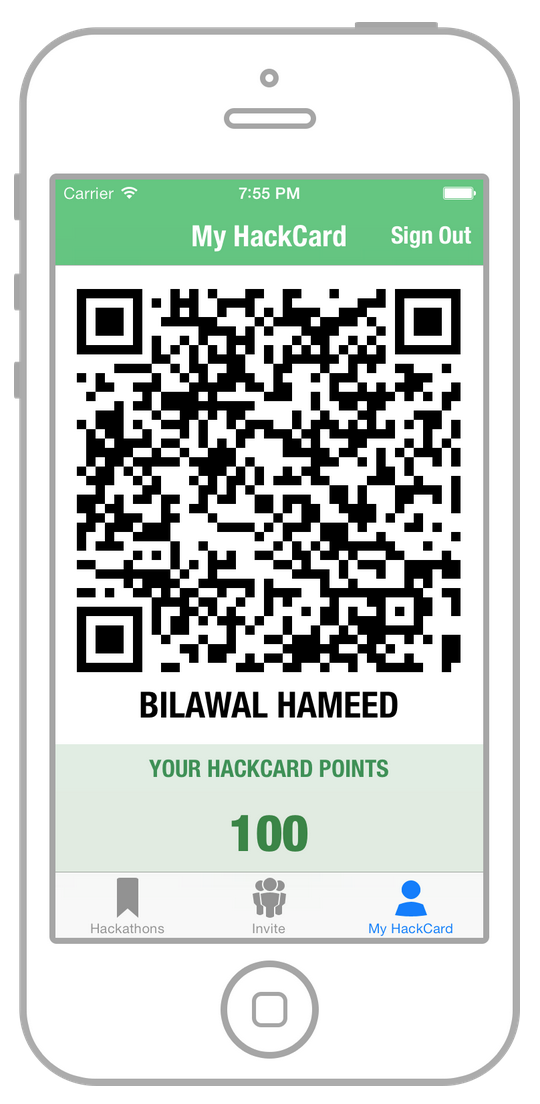 Carrier 7:55 PM
My HackCard Sign Out
BILAWAL HAMEED
YOUR HACKCARD POINTS
100
Hackathons Invite My HackCard